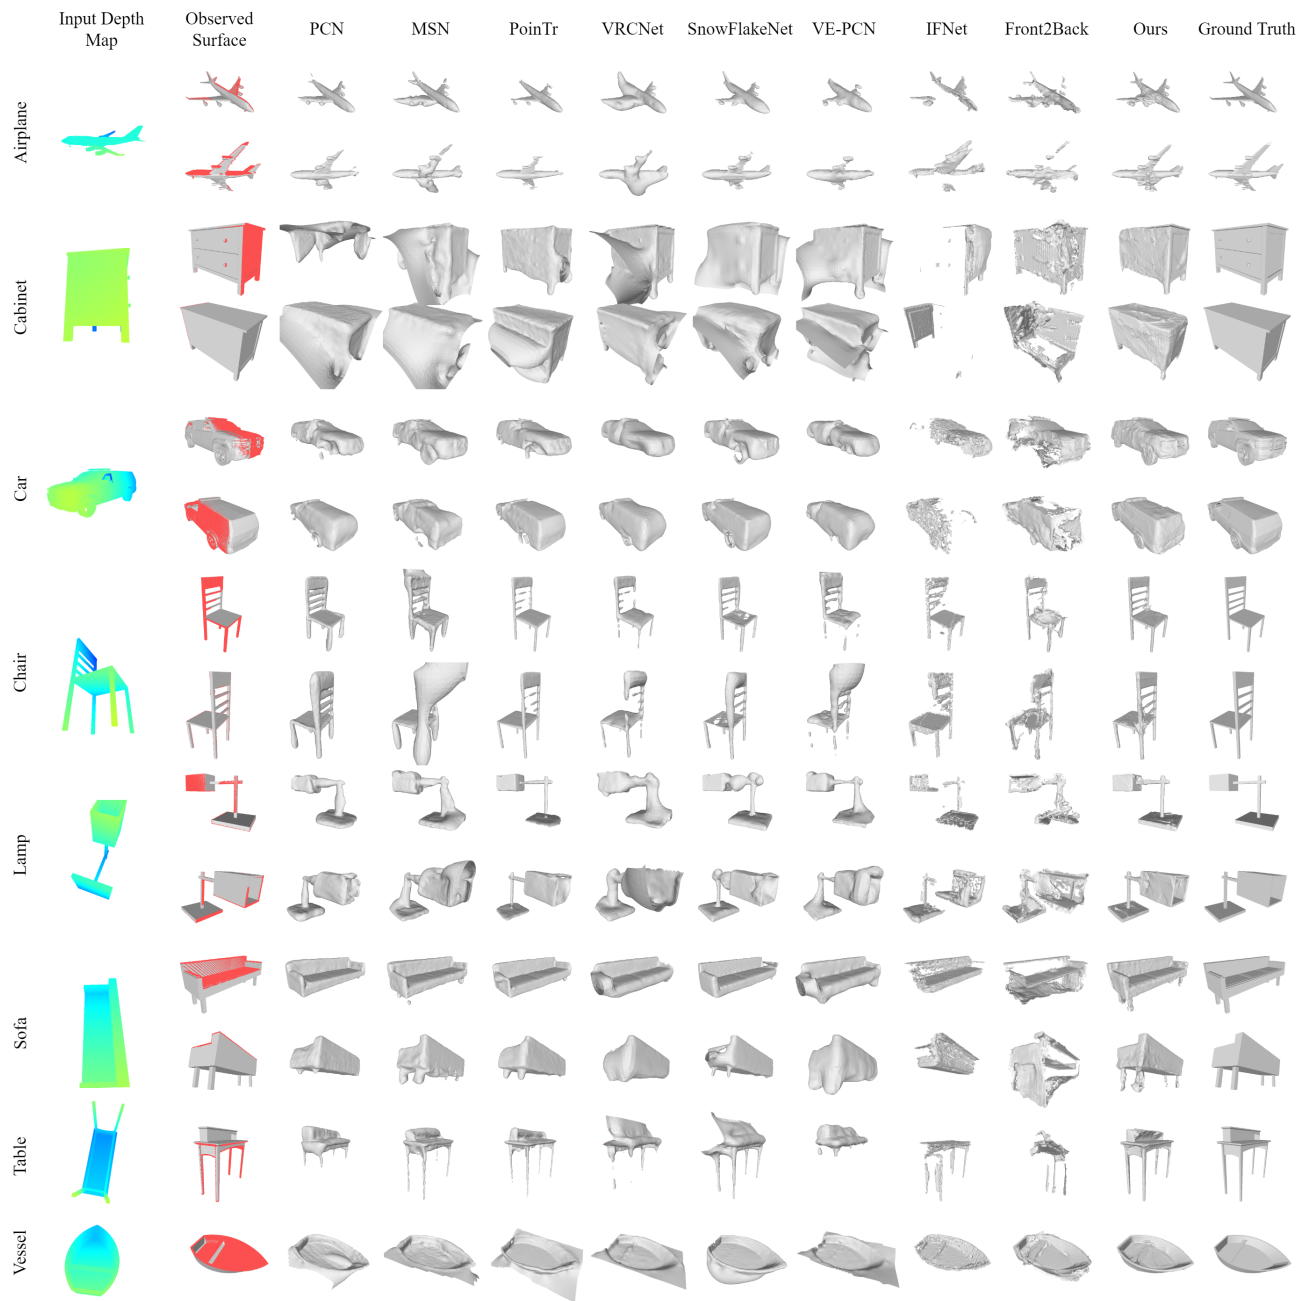 Input Depth
Map
Observed
Surface
PCN
MSN
PoinTr
VRCNet
SnowFlakeNet
VE-PCN
IFNet
Front2Back
Ours
Ground Truth
Airplane
Cabinet
Car
Chair
Lamp
Sofa
Table
Vessel